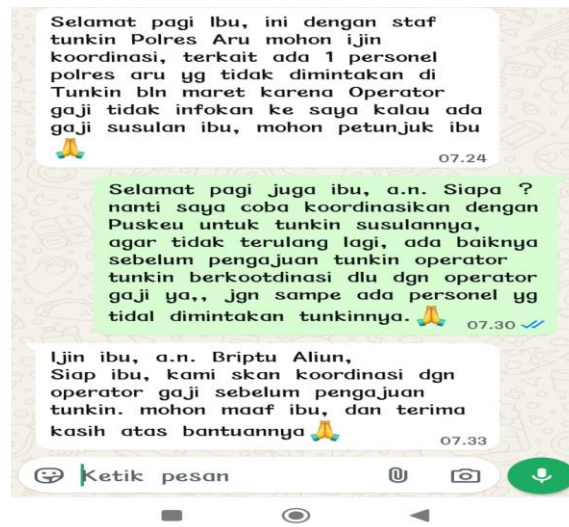 Selamat pagi Ibu, ini dengan staf
tunkin Polres Aru mohon ijin
koordinasi, terkait ada 1 personel
polres aru yg tidak dimintakan di
Tunkin bln maret karena Operator
gaji tidak infokan ke saya kalau ada
gaji susulan ibu, mohon petunjuk ibu
🙏
07.24
Selamat pagi juga ibu, a.n. Siapa ?
nanti saya coba koordinasikan dengan
Puskeu untuk tunkin susulannya,
agar tidak terulang lagi, ada baiknya
sebelum pengajuan tunkin operator
tunkin berkootdinasi dlu dgn operator
gaji ya,, jgn sampe ada personel yg
tidal dimintakan tunkinnya. 🙏
07.30
Ijin ibu, a.n. Briptu Aliun,
Siap ibu, kami skan koordinasi dgn
operator gaji sebelum pengajuan
tunkin. mohon maaf ibu, dan terima
kasih atas bantuannya 🙏
07.33
Ketik pesan